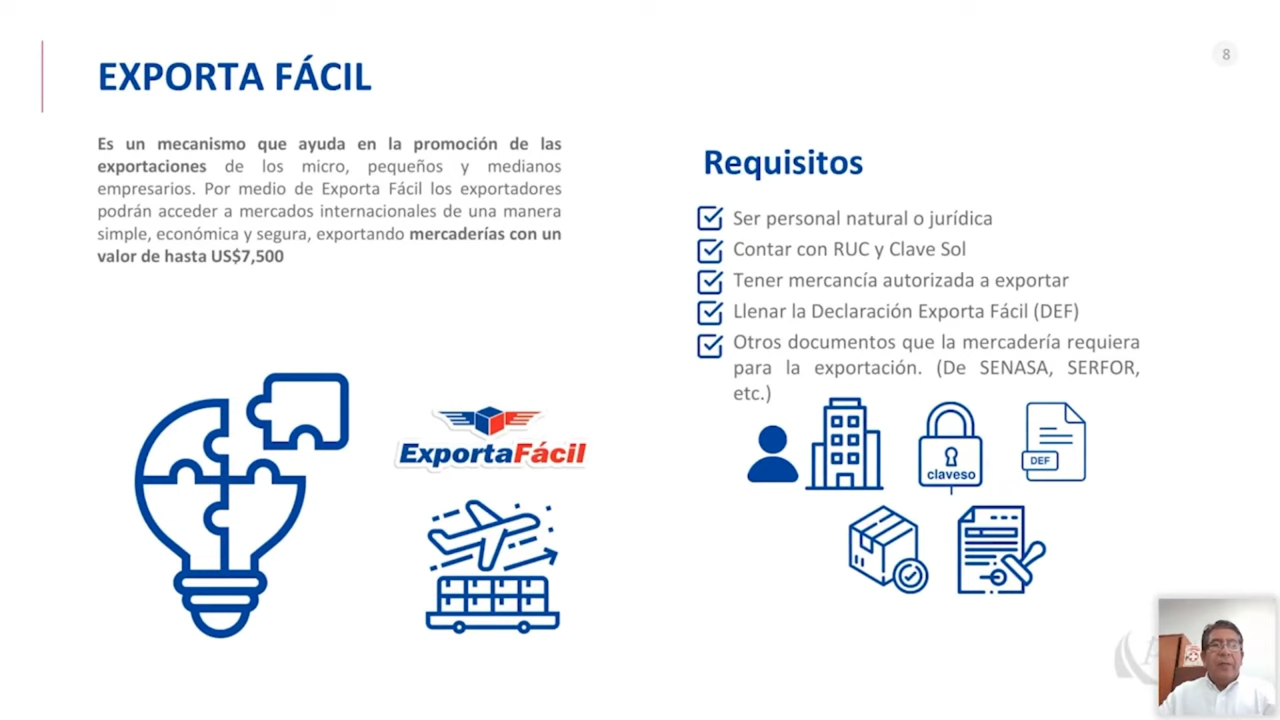 8
EXPORTA FÁCIL
Es un mecanismo que ayuda en la promoción de las
exportaciones de los micro, pequeños y medianos
empresarios. Por medio de Exporta Fácil los exportadores
podrán acceder a mercados internacionales de una manera
simple, económica y segura, exportando mercaderías con un
valor de hasta US$7,500
Requisitos
Ser personal natural o jurídica
Contar con RUC y Clave Sol
Tener mercancía autorizada a exportar
Llenar la Declaración Exporta Fácil (DEF)
Otros documentos que la mercadería requiera
para la exportación. (De SENASA, SERFOR,
etc.)
ExportaFácil
claveso
DEF